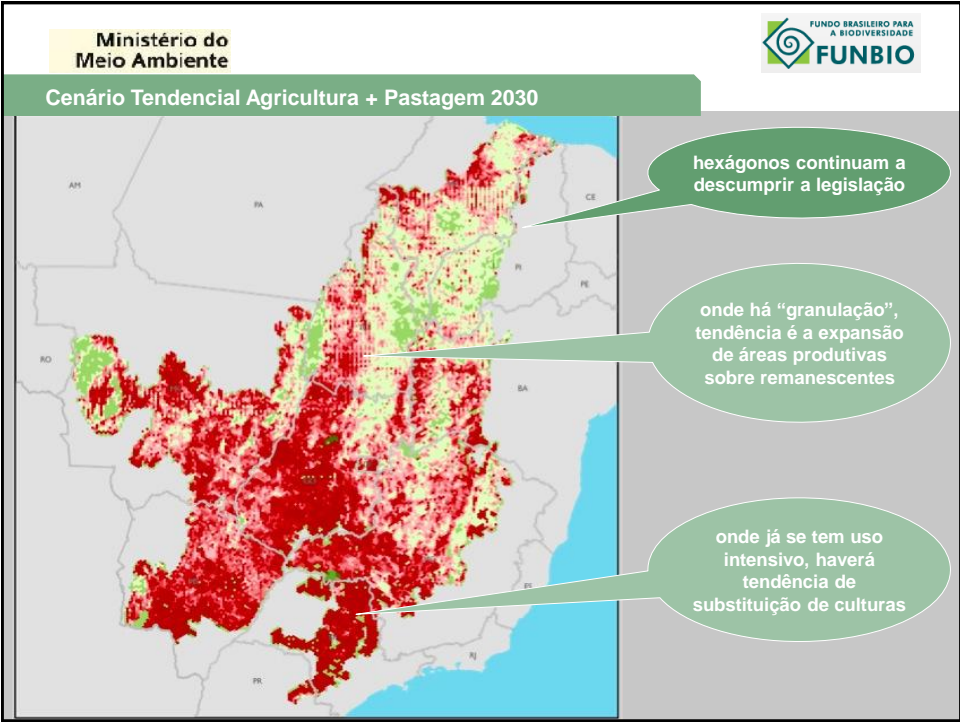 Ministério do
Meio Ambiente
FUNDO BRASILEIRO PARA
A BIODIVERSIDADE
FUNBIO
Cenário Tendencial Agricultura + Pastagem 2030
hexágonos continuam a
descumprir a legislação
onde há “granulação”,
tendência é a expansão
de áreas produtivas
sobre remanescentes
onde já se tem uso
intensivo, haverá
tendência de
substituição de culturas
AM
PA
CE
PI
PE
RO
BA
ES
RJ
PR